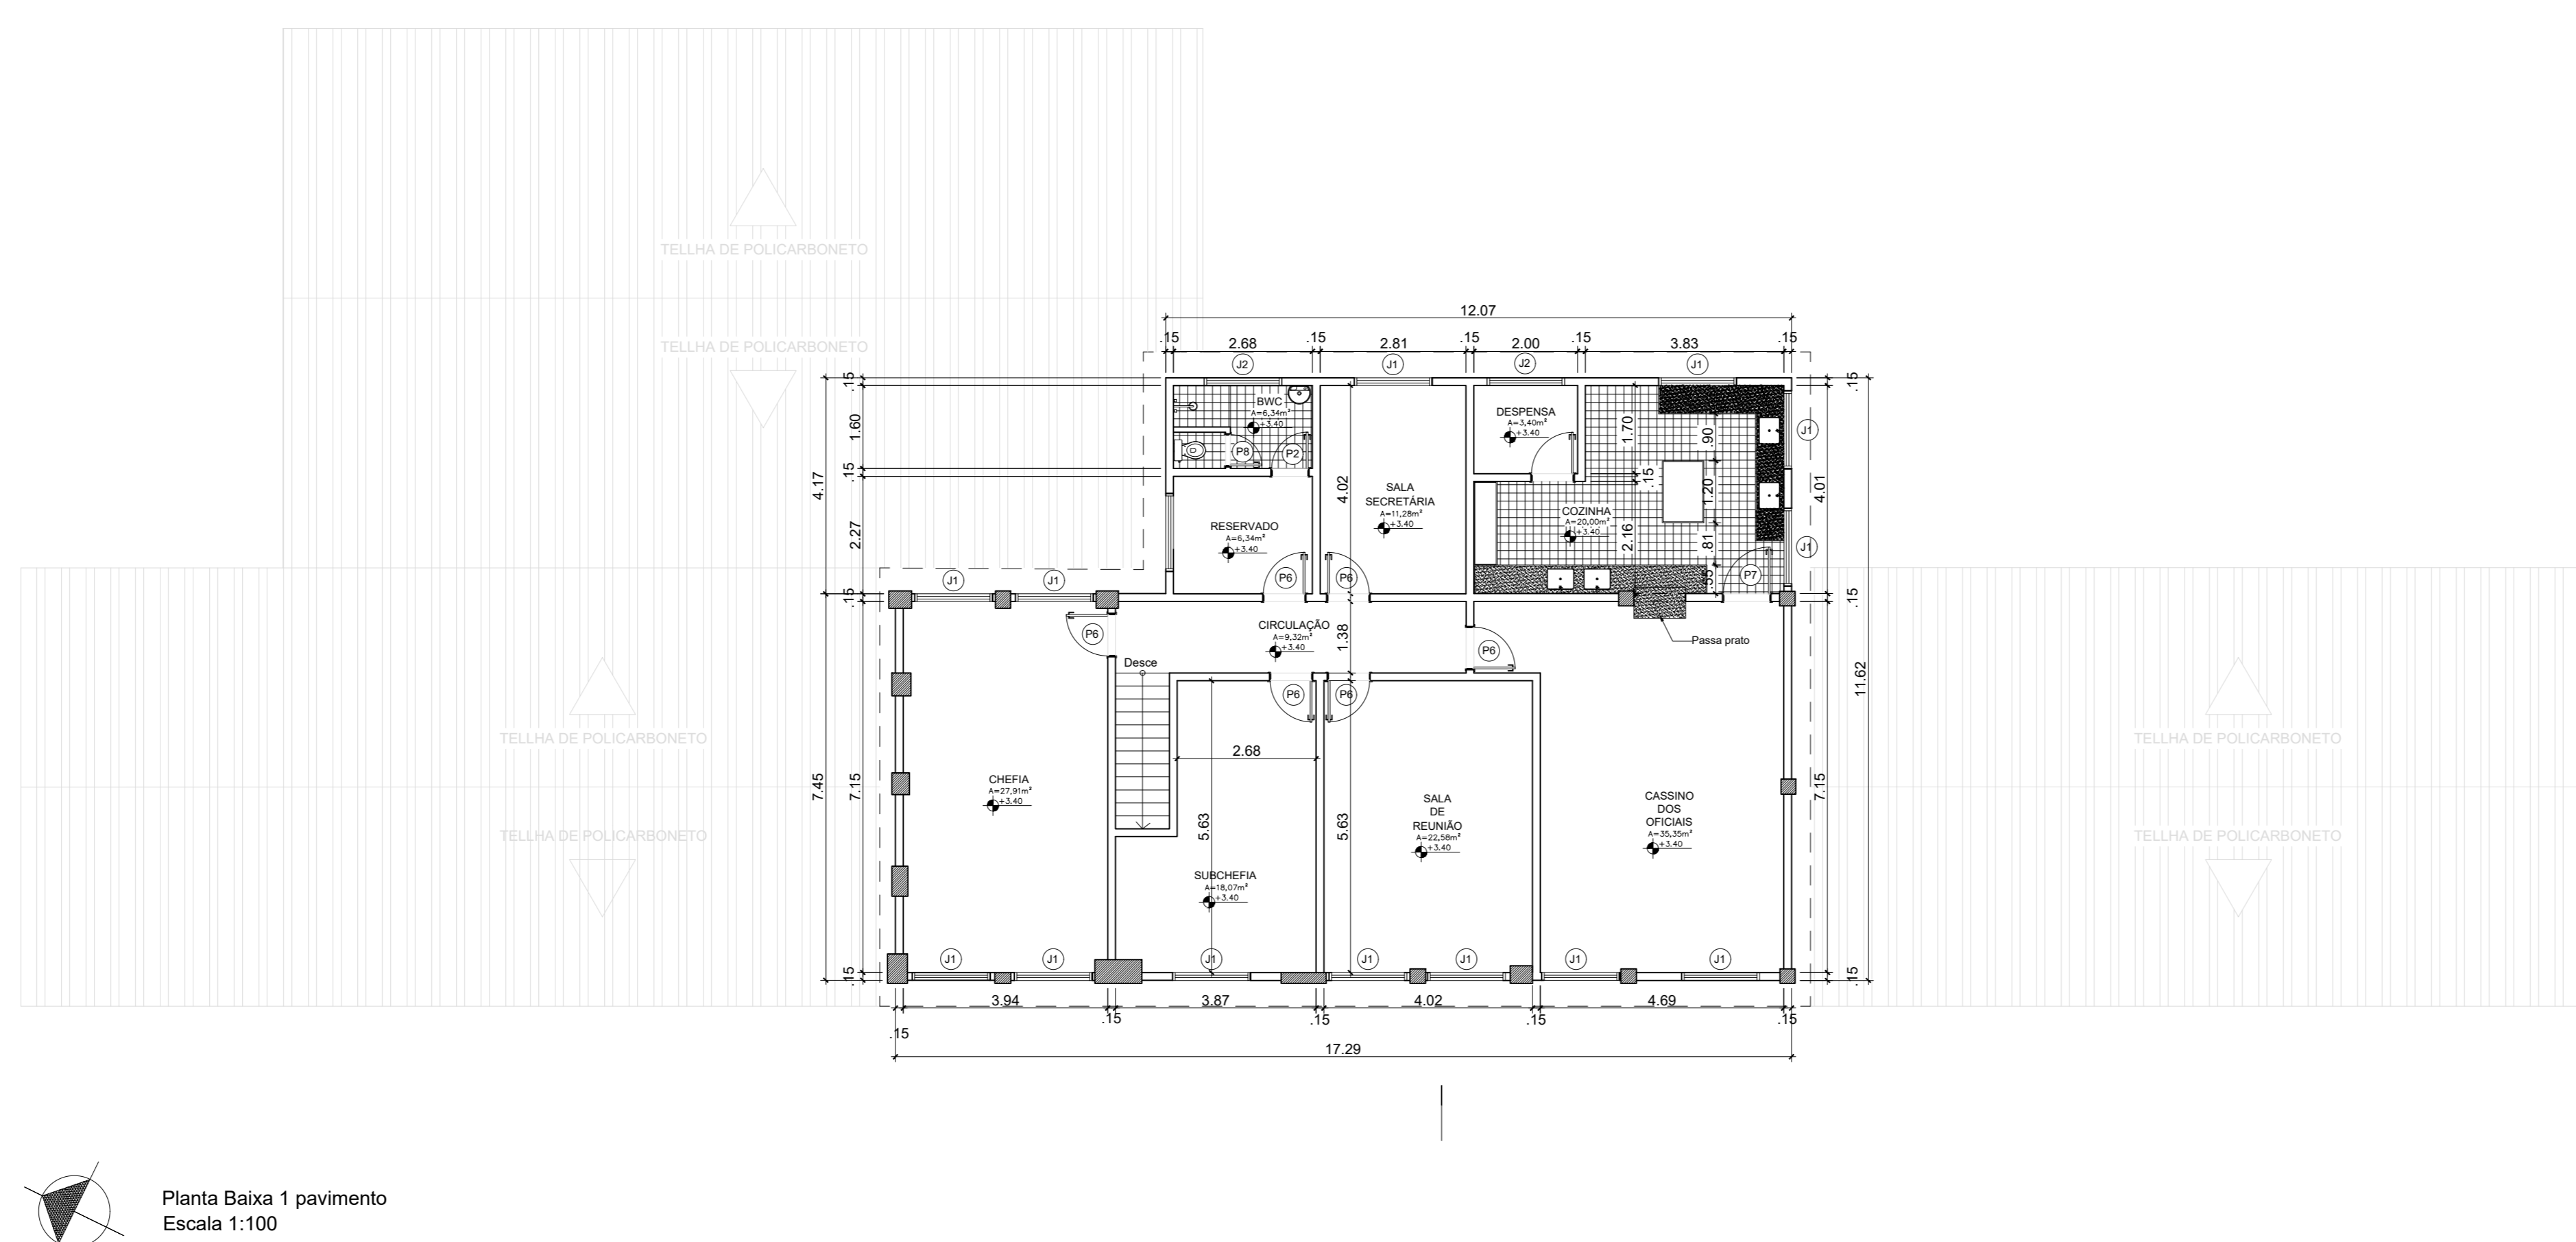 TELLHA DE POLICARBONETO
TELLHA DE POLICARBONETO
12.07
.15
2.68
.15
2.81
.15
2.00
.15
3.83
.15
J2
J1
J2
J1
.15
1.60
.15
4.17
2.27
.15
7.45
7.15
.15
BWC
A=6,34m²
+3.40
P8
P2
RESERVADO
A=6,34m²
+3.40
P6
4.02
SALA
SECRETÁRIA
A=11,28m²
+3.40
P6
DESPENSA
A=3,40m²
+3.40
COZINHA
A=20,00m²
+3.40
1.70
.15
2.16
.90
1.20
.81
.55
P7
J1
J1
.15
4.01
.15
11.62
7.15
.15
J1
J1
P6
CIRCULAÇÃO
A=9,32m²
+3.40
1.38
P6
Passa prato
Desce
P6
P6
TELLHA DE POLICARBONETO
TELLHA DE POLICARBONETO
CHEFIA
A=27,91m²
+3.40
2.68
5.63
SUBCHEFIA
A=18,07m²
+3.40
5.63
SALA
DE
REUNIÃO
A=22,58m²
+3.40
CASSINO
DOS
OFICIAIS
A=35,35m²
+3.40
TELLHA DE POLICARBONETO
TELLHA DE POLICARBONETO
J1
J1
J1
J1
J1
J1
J1
3.94
3.87
4.02
4.69
.15
.15
.15
.15
.15
17.29
Planta Baixa 1 pavimento
Escala 1:100